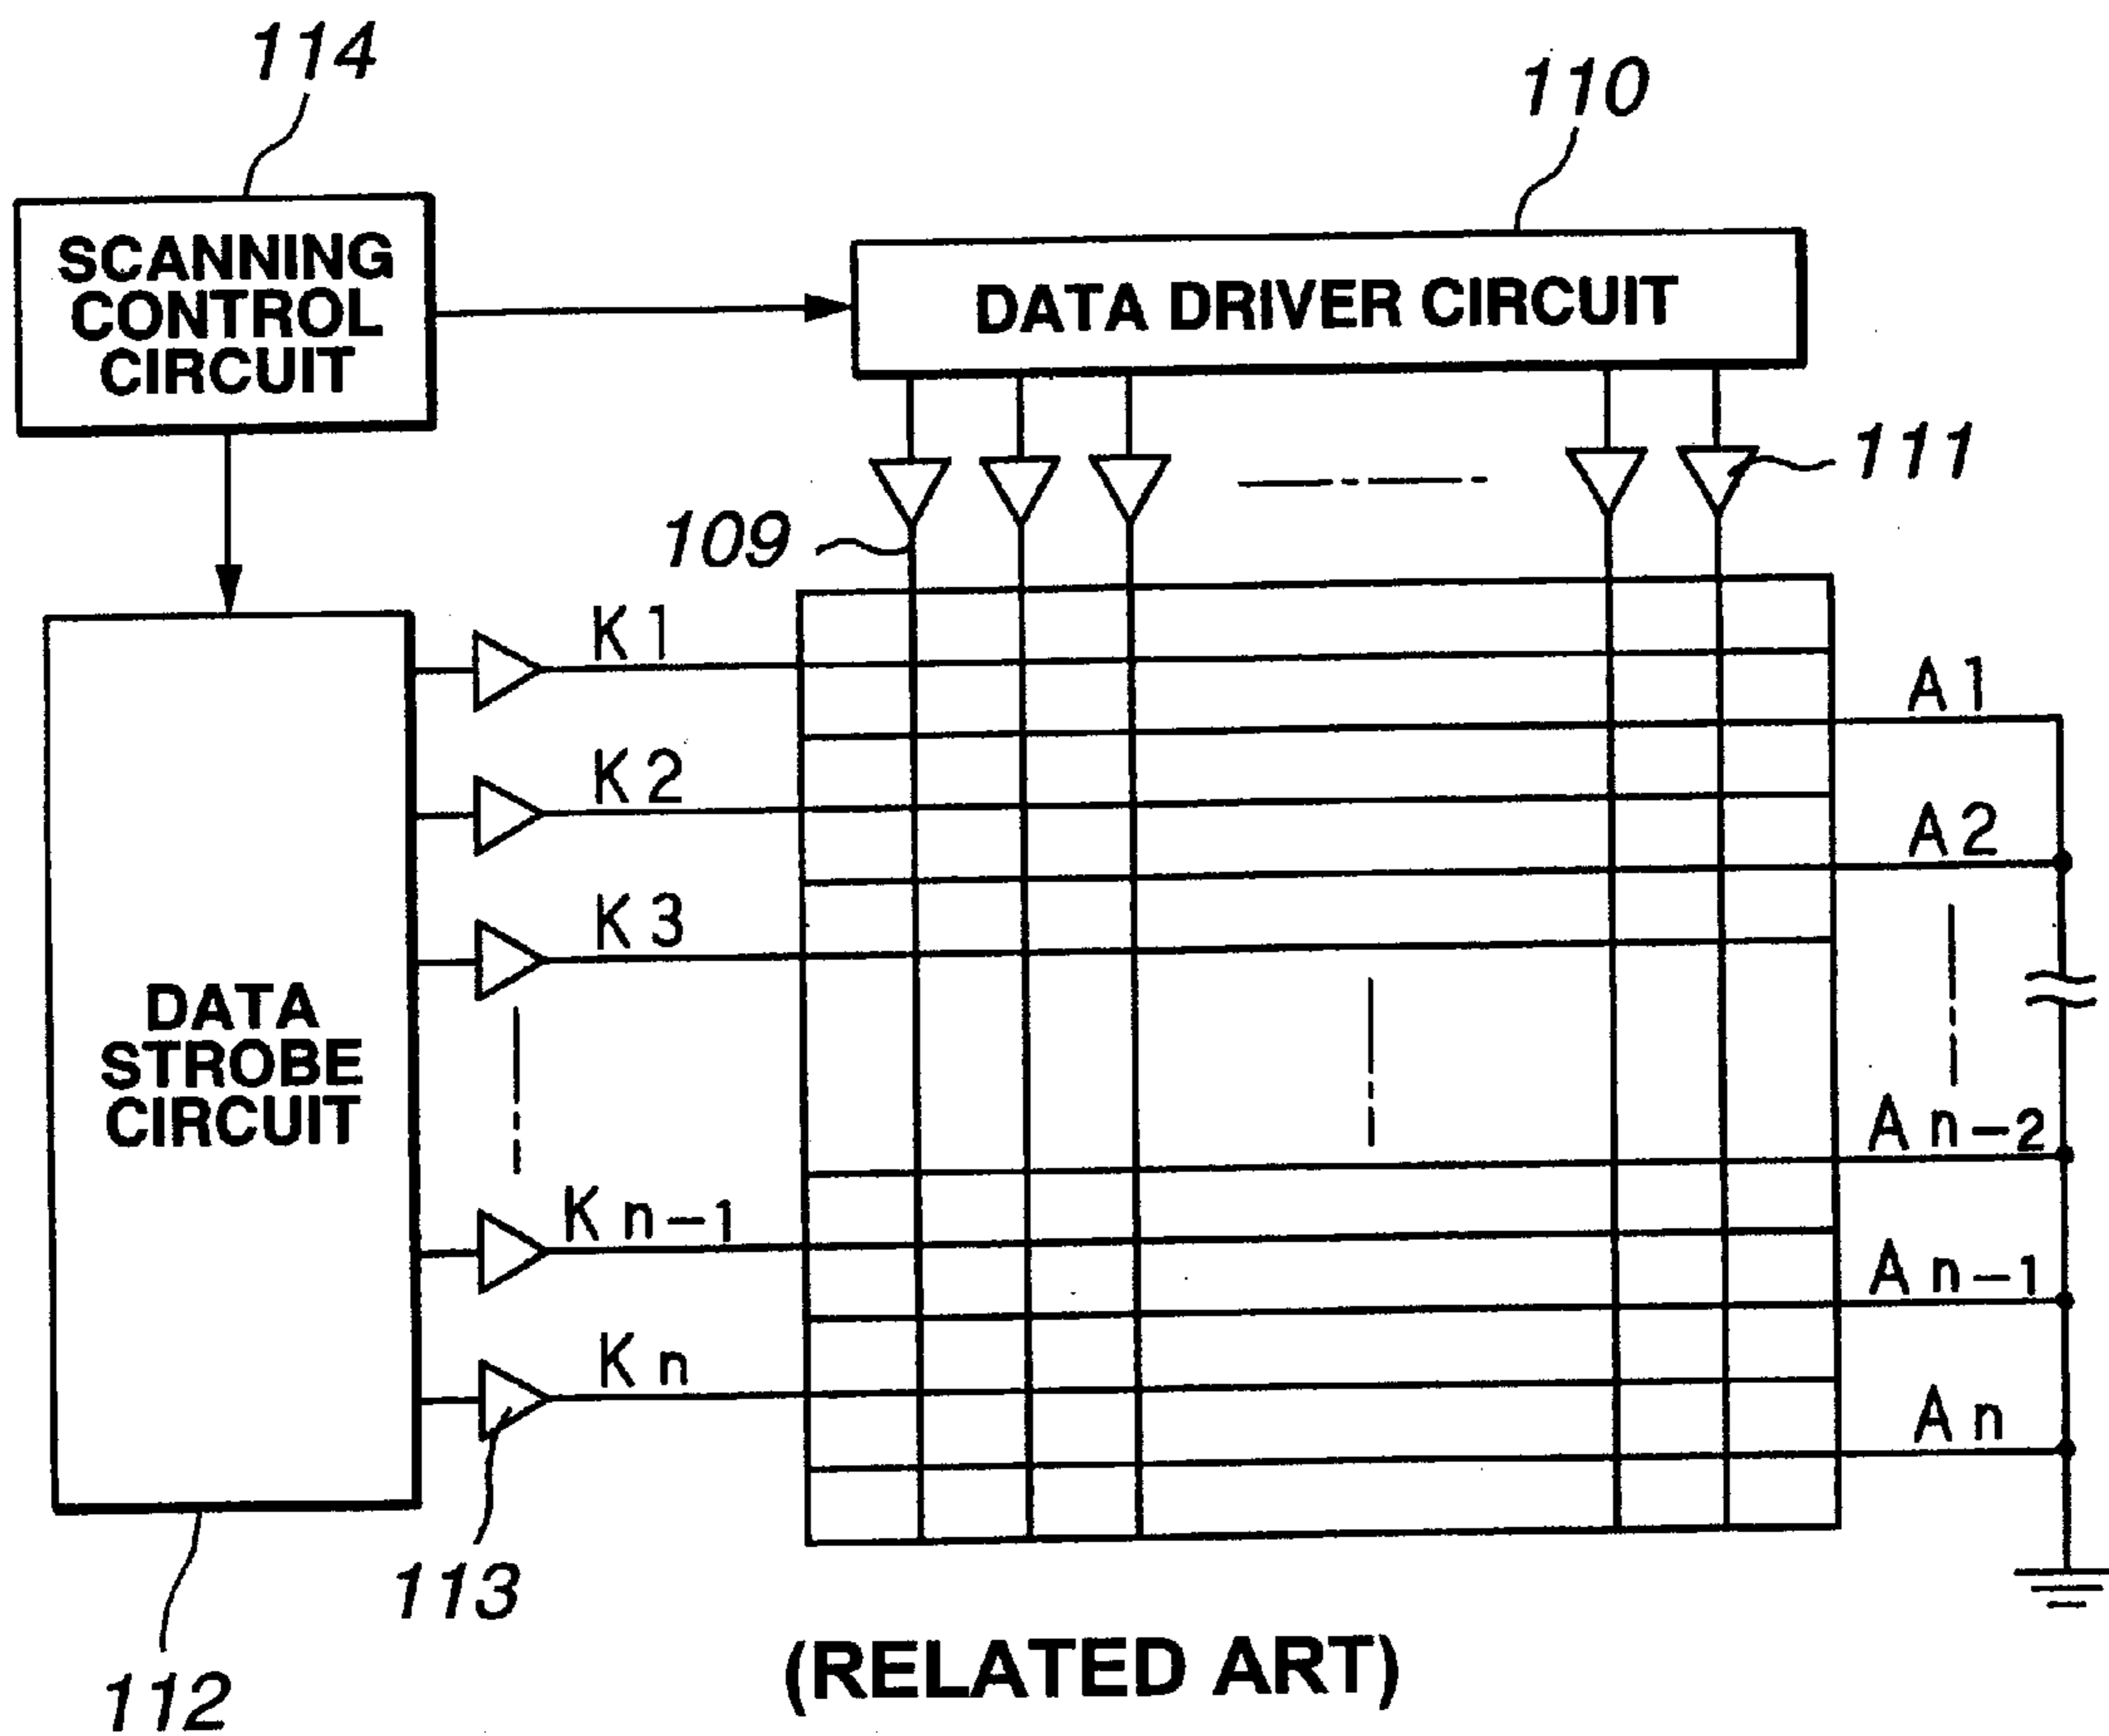 114
110
SCANNING
CONTROL
CIRCUIT
DATA DRIVER CIRCUIT
111
109
K1
A1
K2
A2
K3
DATA
STROBE
CIRCUIT
An-2
Kn-1
An-1
Kn
An
113
(RELATED ART)
112